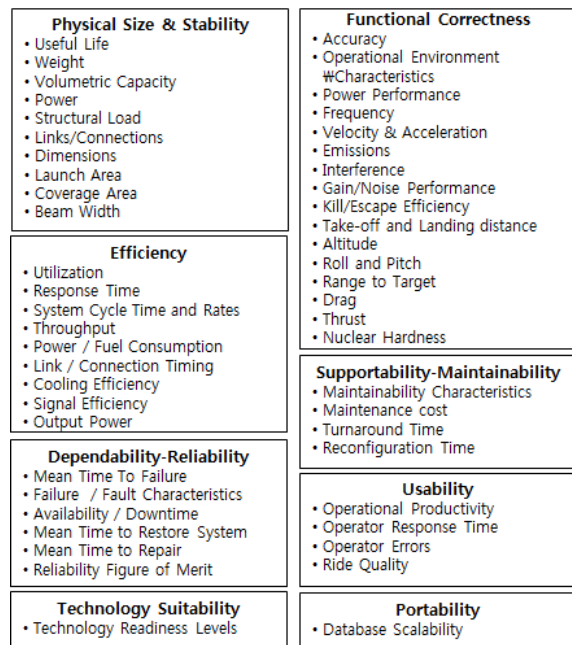 Physical Size & Stability
• Useful Life
• Weight
• Volumetric Capacity
• Power
• Structural Load
• Links/Connections
• Dimensions
• Launch Area
• Coverage Area
• Beam Width
Efficiency
• Utilization
• Response Time
• System Cycle Time and Rates
• Throughput
• Power / Fuel Consumption
• Link / Connection Timing
• Cooling Efficiency
• Signal Efficiency
• Output Power
Dependability-Reliability
• Mean Time To Failure
• Failure / Fault Characteristics
• Availability / Downtime
• Mean Time to Restore System
• Mean Time to Repair
• Reliability Figure of Merit
Technology Suitability
• Technology Readiness Levels
Functional Correctness
• Accuracy
• Operational Environment
₩Characteristics
• Power Performance
• Frequency
• Velocity & Acceleration
• Emissions
• Interference
• Gain/Noise Performance
• Kill/Escape Efficiency
• Take-off and Landing distance
• Altitude
• Roll and Pitch
• Range to Target
• Drag
• Thrust
• Nuclear Hardness
Supportability-Maintainability
• Maintainability Characteristics
• Maintenance cost
• Turnaround Time
• Reconfiguration Time
Usability
• Operational Productivity
• Operator Response Time
• Operator Errors
• Ride Quality
Portability
• Database Scalability